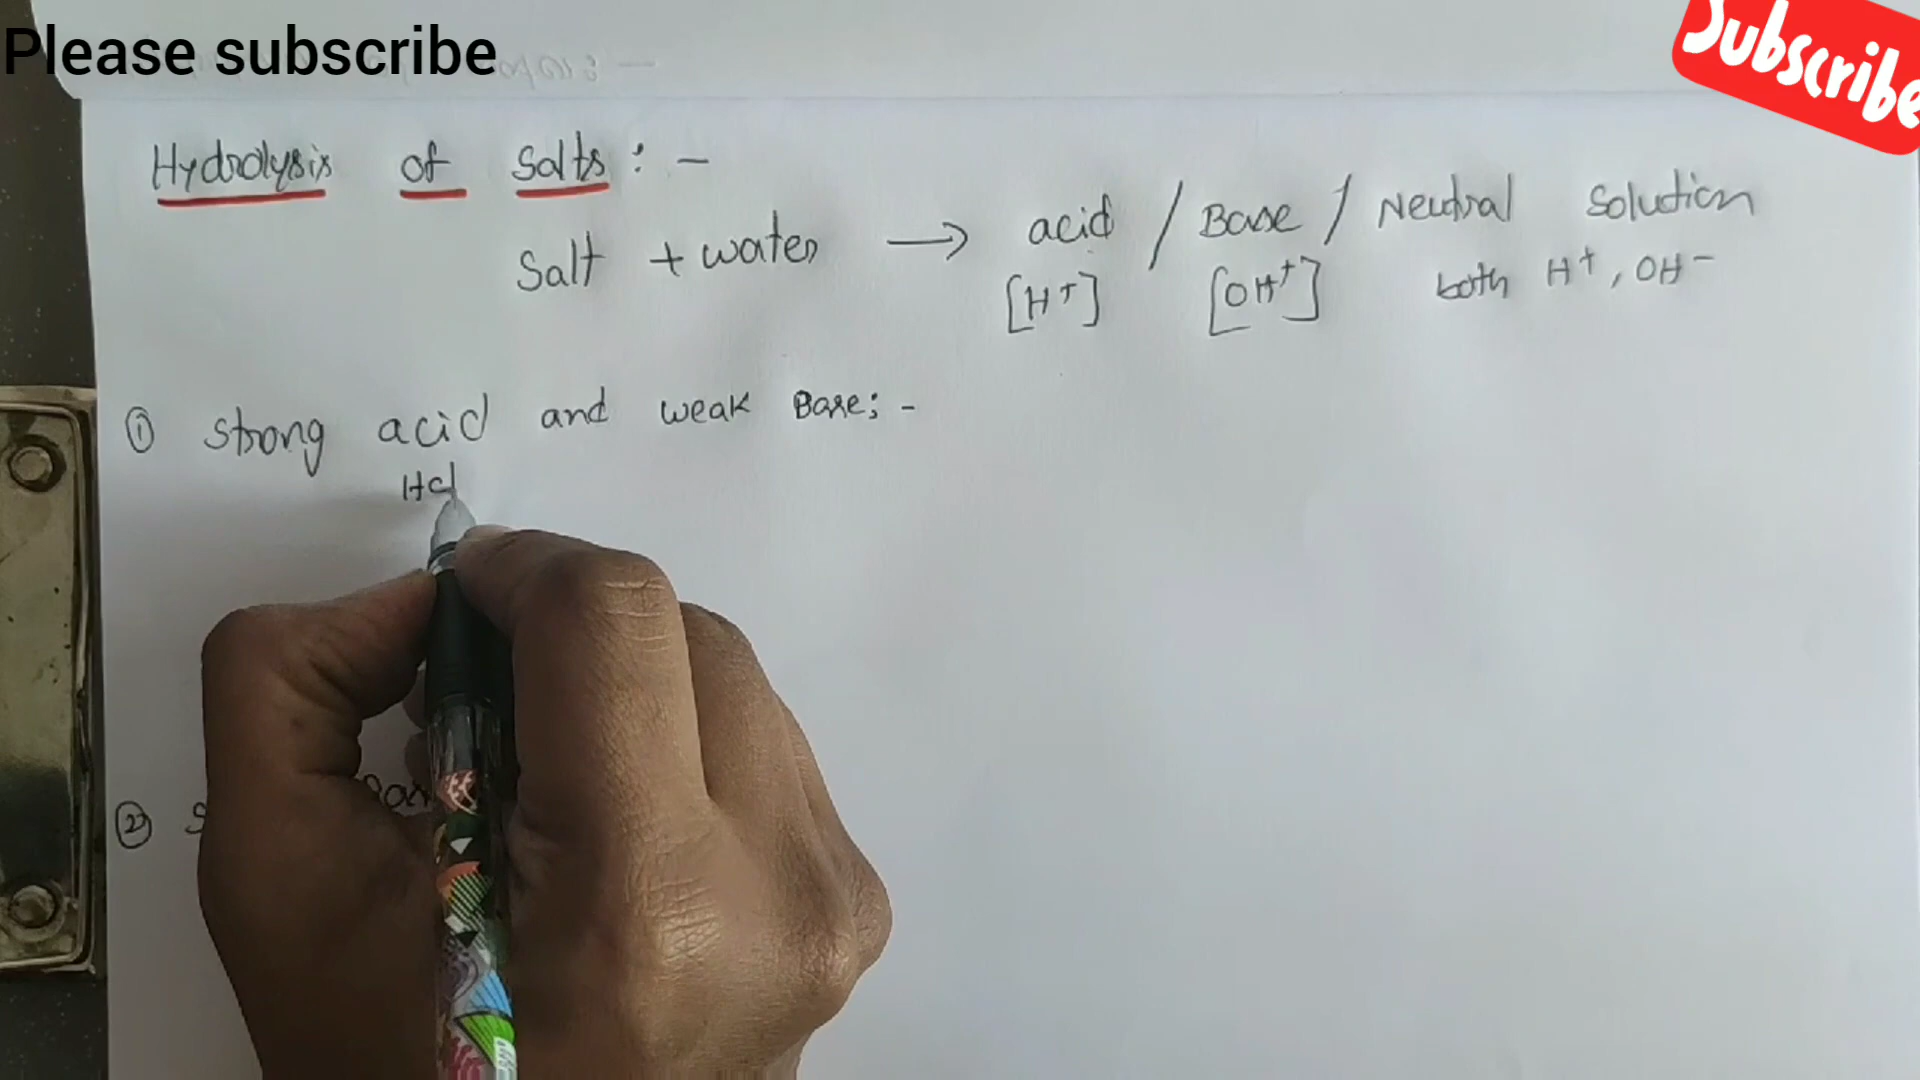 Please subscribe
Subscribe
Hydrolysis of Salts : -
Salt + water → acid / Base / Neutral Solution
[H+] [OH+] both H+, OH-
① Strong acid and weak Base: -
HCl
②